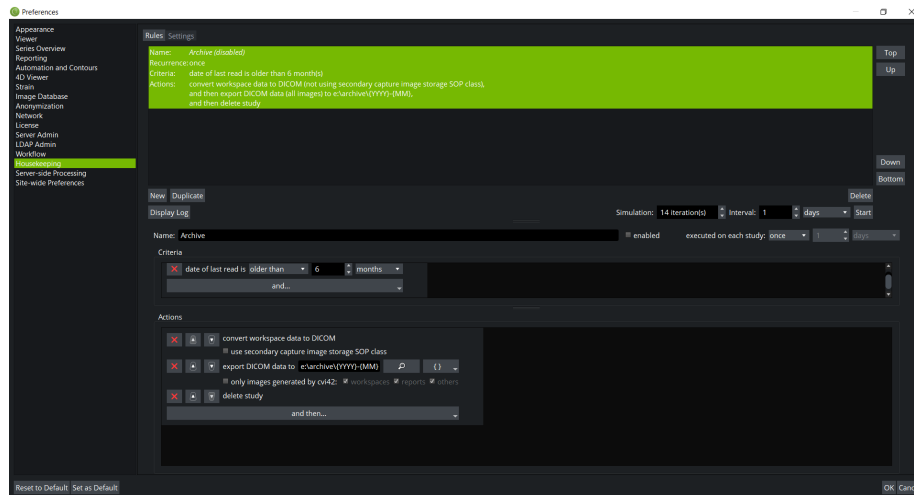 Preferences
Appearance
Viewer
Series Overview
Reporting
Automation and Contours
4D Viewer
Strain
Image Database
Anonymization
Network
License
Server Admin
LDAP Admin
Workflow
Housekeeping
Server-side Processing
Site-wide Preferences
Rules Settings
Name: Archive (disabled)
Recurrence: once
Criteria: date of last read is older than 6 month(s)
Actions: convert workspace data to DICOM (not using secondary capture image storage SOP class),
and then export DICOM data (all images) to e:\archive\{YYYY}-{MM},
and then delete study
Top
Up
Down
Bottom
New Duplicate Delete
Display Log Simulation: 14 iteration(s) Interval: 1 days Start
Name: Archive enabled executed on each study: once 1 days
Criteria
date of last read is older than 6 months
and...
Actions
convert workspace data to DICOM
use secondary capture image storage SOP class
export DICOM data to e:\archive\{YYYY}-{MM} { }
only images generated by cvi42: workspaces reports others
delete study
and then...
Reset to Default Set as Default OK Canc